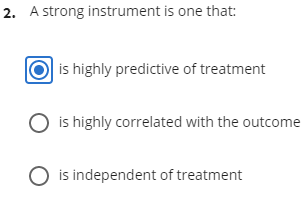 2. A strong instrument is one that:
is highly predictive of treatment
is highly correlated with the outcome
is independent of treatment